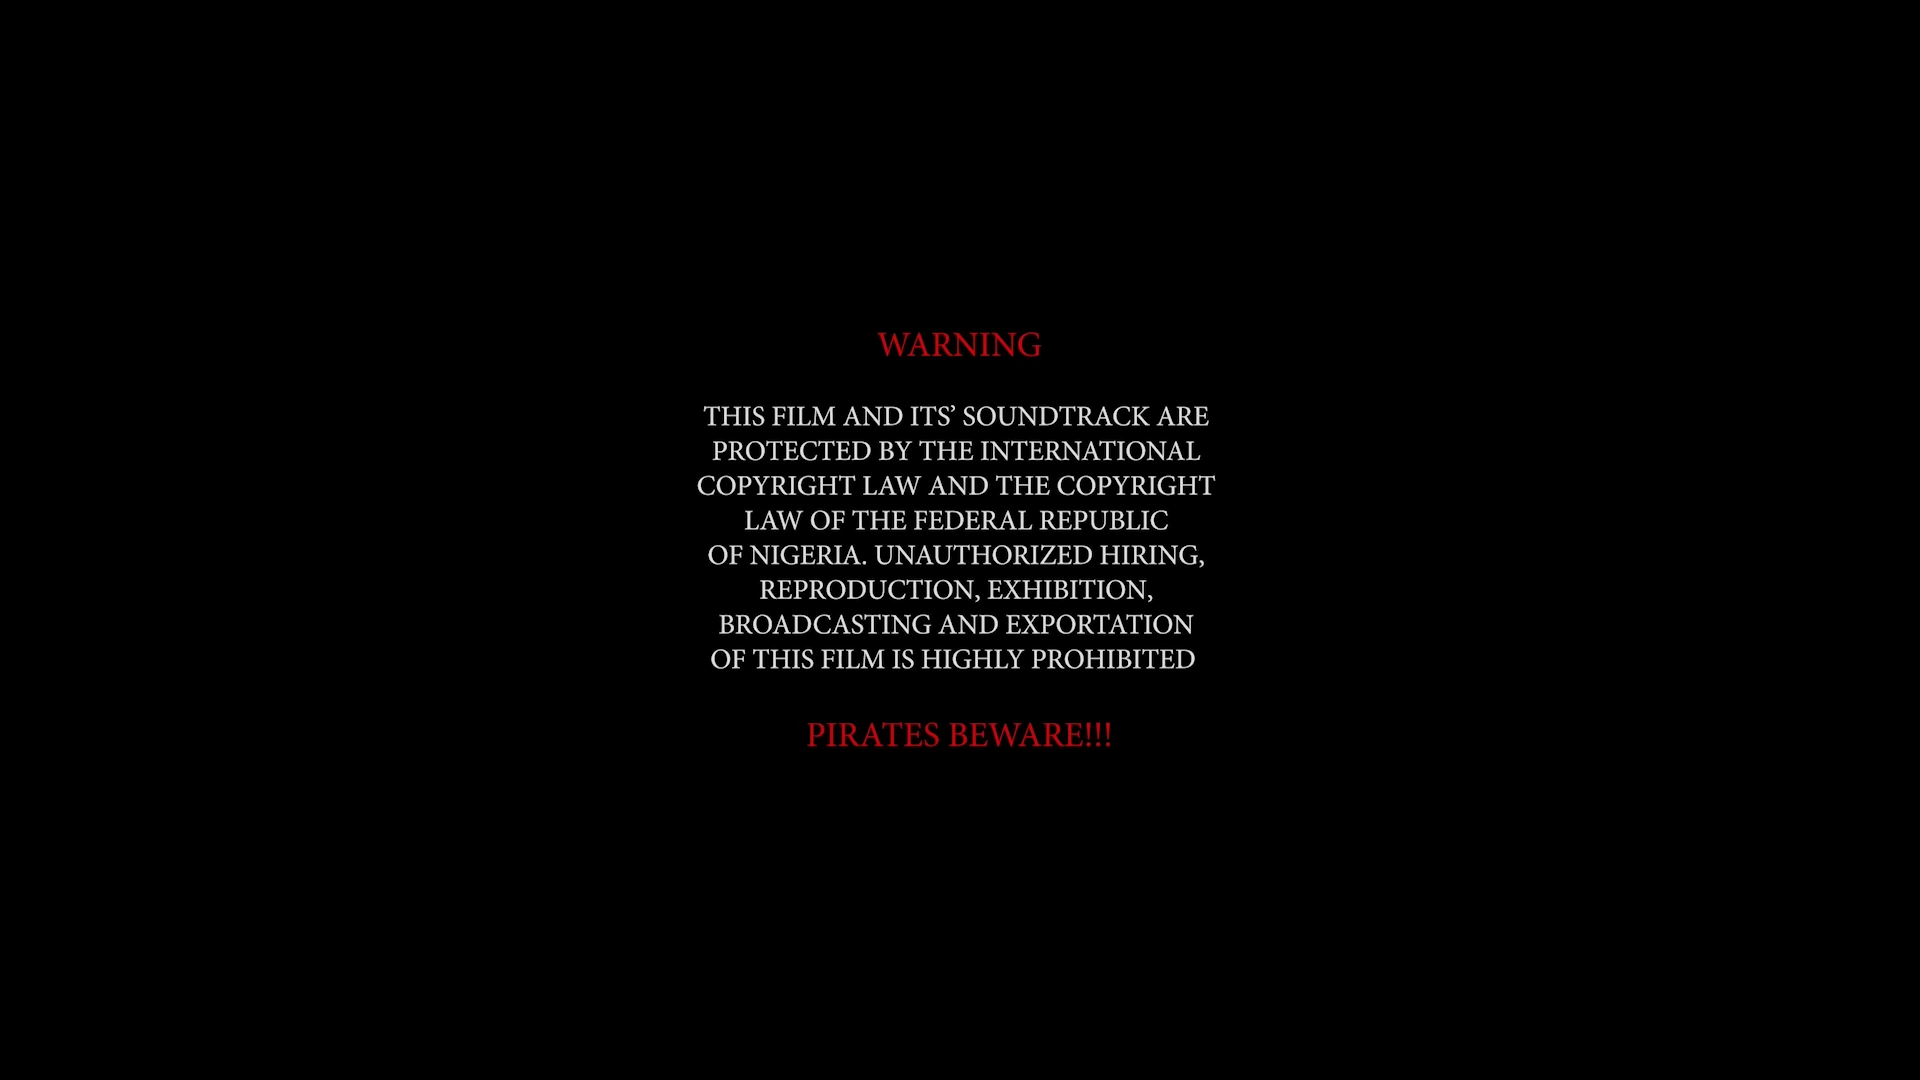 WARNING
THIS FILM AND ITS’ SOUNDTRACK ARE
PROTECTED BY THE INTERNATIONAL
COPYRIGHT LAW AND THE COPYRIGHT
LAW OF THE FEDERAL REPUBLIC
OF NIGERIA. UNAUTHORIZED HIRING,
REPRODUCTION, EXHIBITION,
BROADCASTING AND EXPORTATION
OF THIS FILM IS HIGHLY PROHIBITED
PIRATES BEWARE!!!